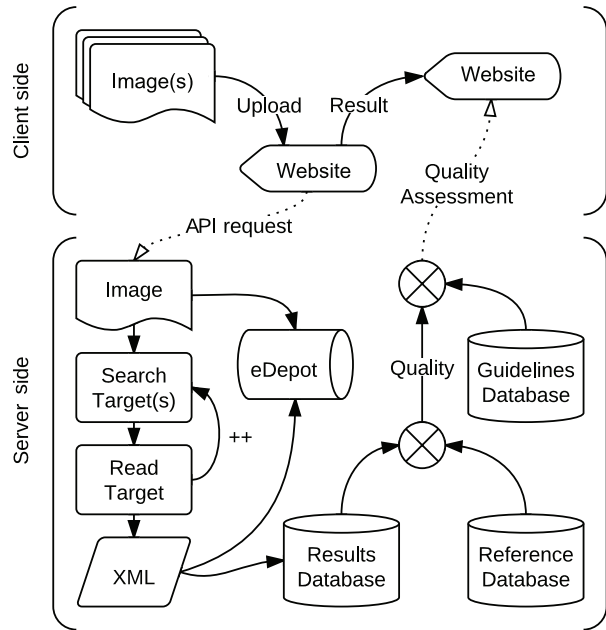 Client side
Image(s)
Upload
Result
Website
Website
Quality
Assessment
API request
Server side
Image
eDepot
Search
Target(s)
++
Read
Target
XML
Quality
Guidelines
Database
Results
Database
Reference
Database